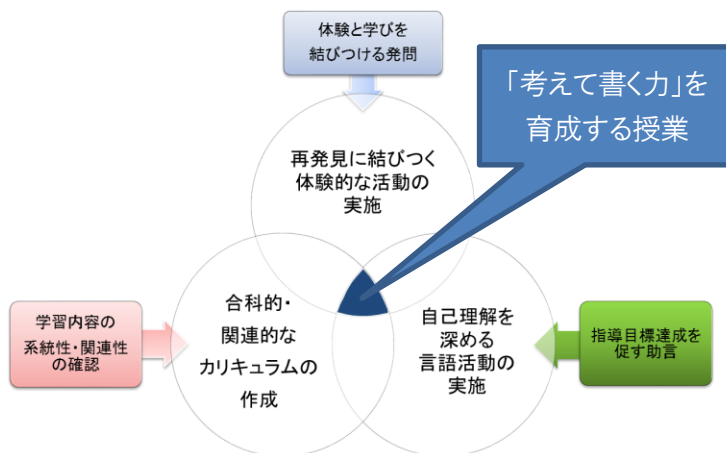 体験と学びを
結びつける発問
「考えて書く力」を
育成する授業
再発見に結びつく
体験的な活動の
実施
学習内容の
系統性・関連性
の確認
合科的・
関連的な
カリキュラムの
作成
自己理解を
深める
言語活動の
実施
指導目標達成を
促す助言